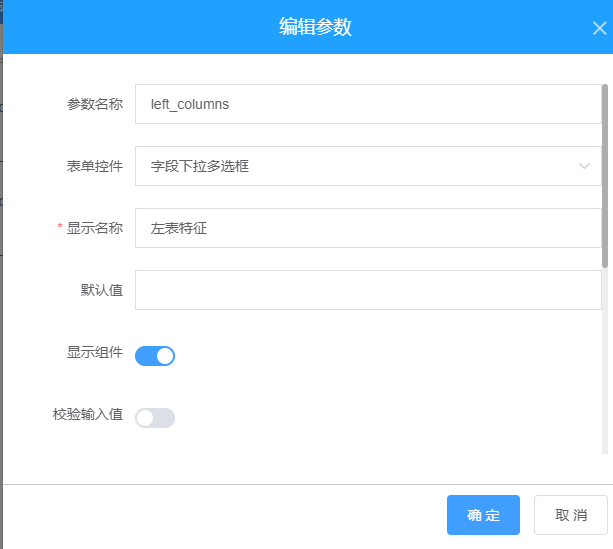 编辑参数
参数名称 left_columns
表单控件 字段下拉多选框
* 显示名称 左表特征
默认值
显示组件
校验输入值
确 定 取 消